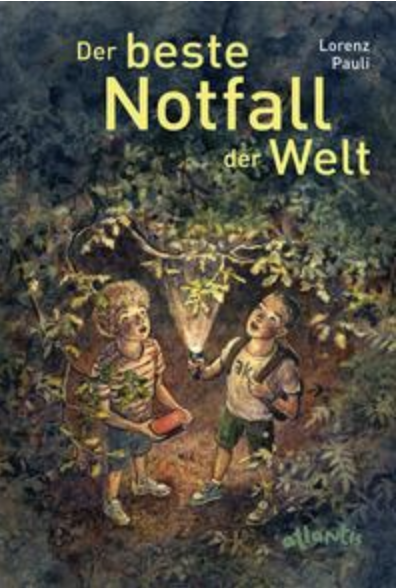 Der beste
Lorenz
Pauli
Notfall
der Welt
atlantis